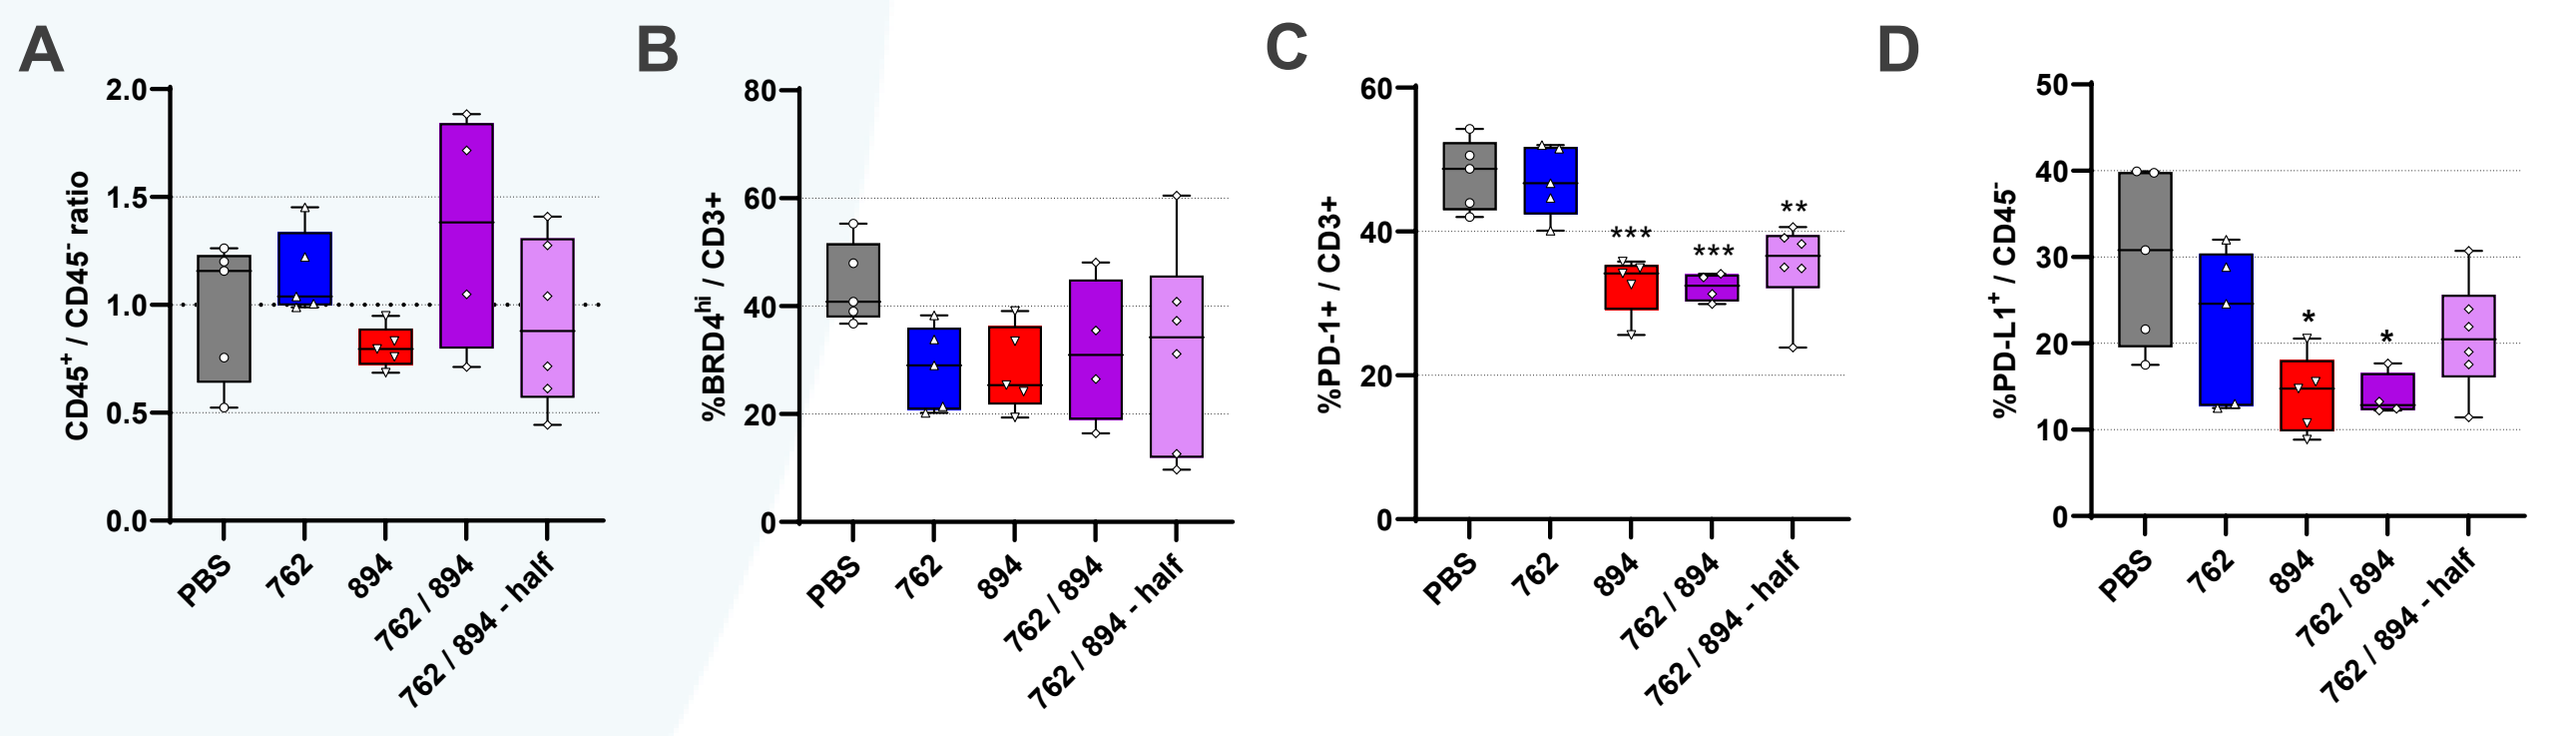 A
CD45+ / CD45- ratio
2.0
1.5
1.0
0.5
0.0
PBS
762
894
762 / 894
762 / 894 - half
B
%BRD4hi / CD3+
80
60
40
20
0
PBS
762
894
762 / 894
762 / 894 - half
C
%PD-1+ / CD3+
60
40
20
0
***
***
**
PBS
762
894
762 / 894
762 / 894 - half
D
%PD-L1+ / CD45-
50
40
30
20
10
0
*
*
PBS
762
894
762 / 894
762 / 894 - half